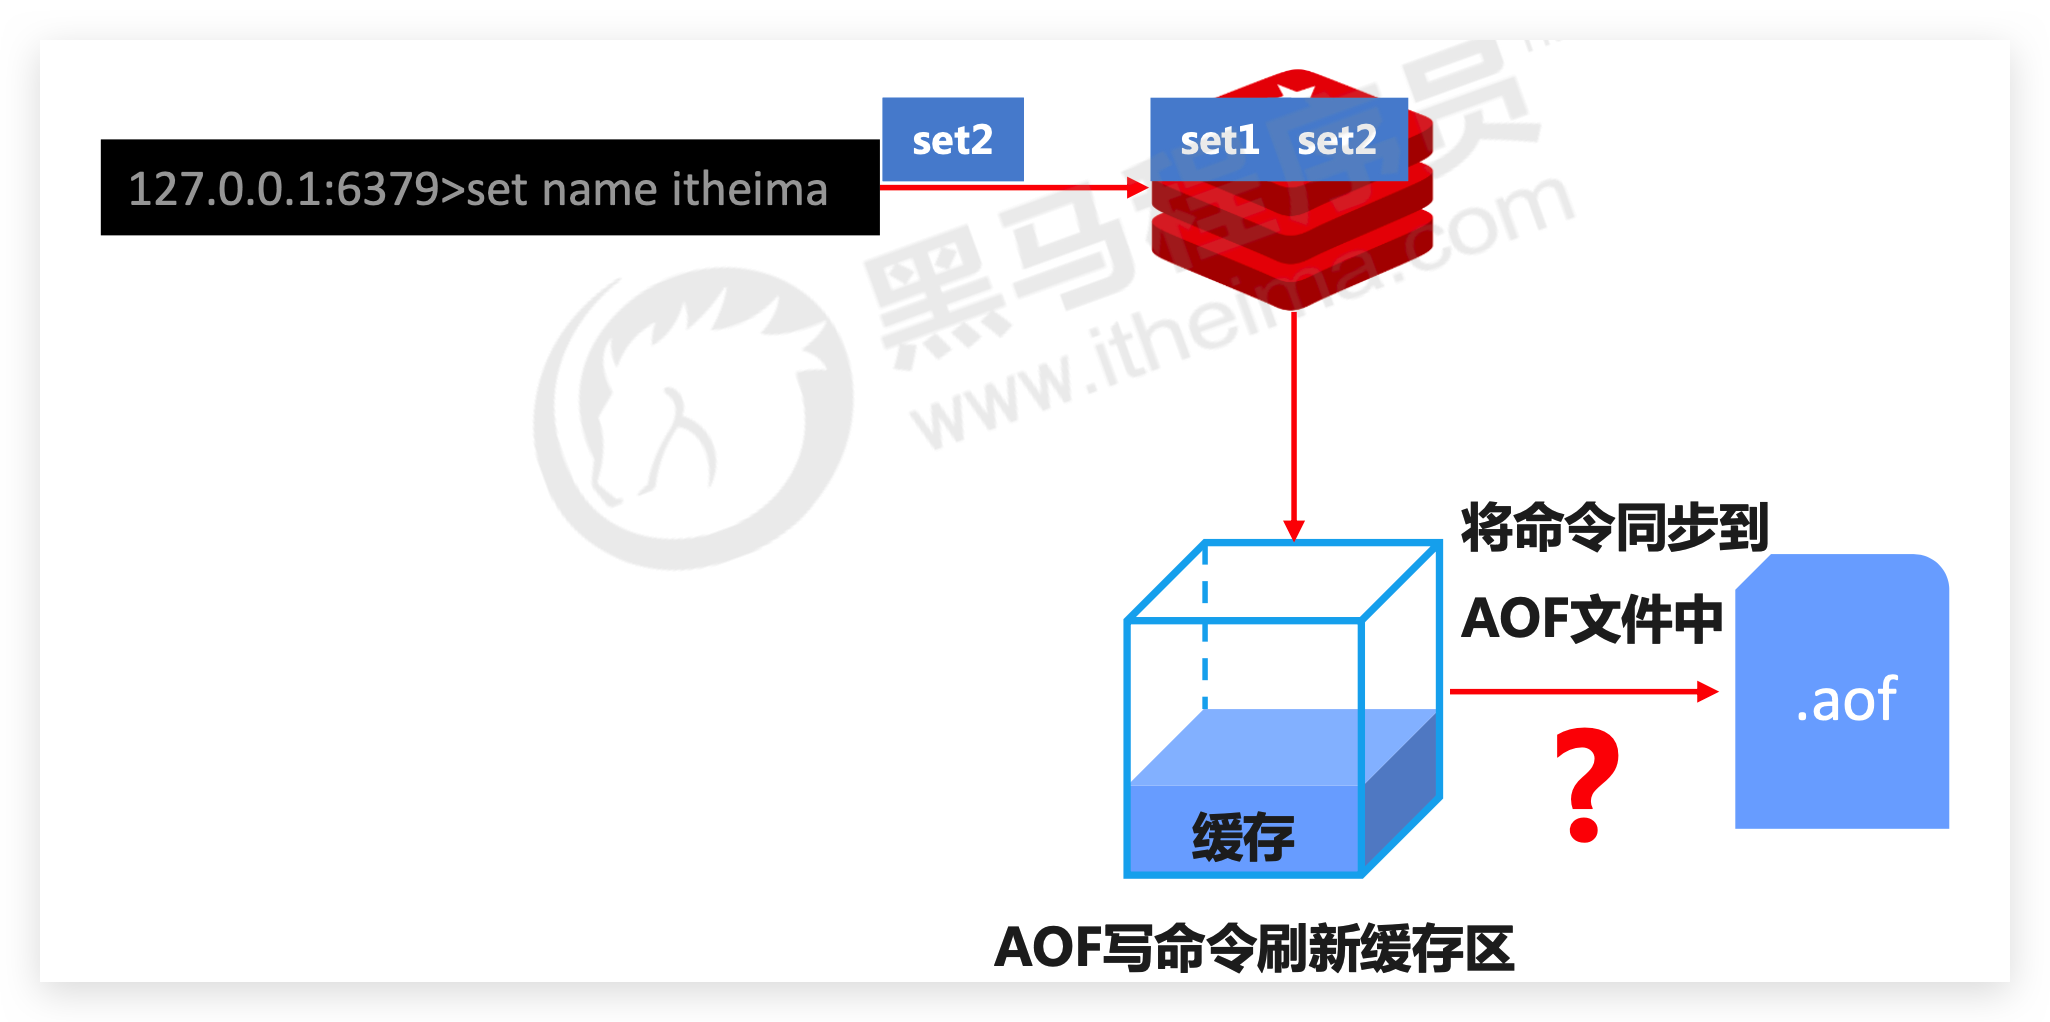 127.0.0.1:6379>set name itheima
set2
set1 set2
黑马程序员
www.itheima.com
将命令同步到
AOF文件中
.aof
?
缓存
AOF写命令刷新缓存区